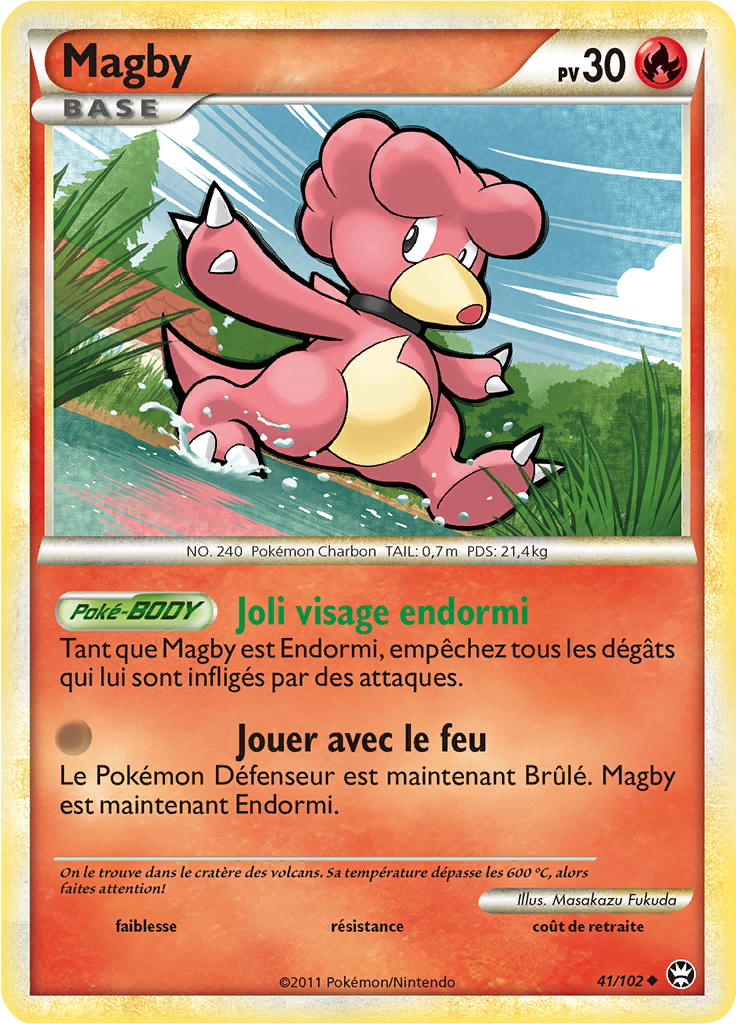 Magby
PV 30
BASE
NO. 240 Pokémon Charbon TAIL: 0,7 m PDS: 21,4 kg
Poké-BODY Joli visage endormi
Tant que Magby est Endormi, empêchez tous les dégâts
qui lui sont infligés par des attaques.
Jouer avec le feu
Le Pokémon Défenseur est maintenant Brûlé. Magby
est maintenant Endormi.
On le trouve dans le cratère des volcans. Sa température dépasse les 600 °C, alors
faites attention!
Illus. Masakazu Fukuda
faiblesse résistance coût de retraite
©2011 Pokémon/Nintendo 41/102 ◆